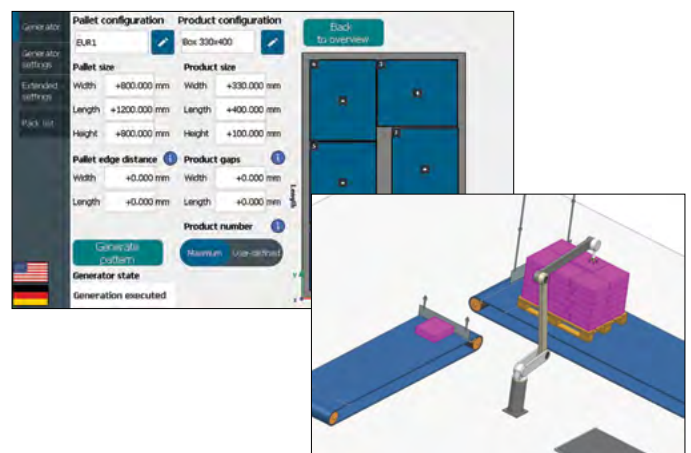 Generator
Generator
settings
Extended
settings
Pack list
Pallet configuration
EUR1
Pallet size
Width +800.000 mm
Length +1200.000 mm
Height +800.000 mm
Pallet edge distance i
Width +0.000 mm
Length +0.000 mm
Generate
pattern
Generator state
Generation executed
Product configuration
Box 330x400
Product size
Width +330.000 mm
Length +400.000 mm
Height +100.000 mm
Product gaps i
Width +0.000 mm
Length +0.000 mm
Product number i
Maximum User-defined
Back
to overview
Length